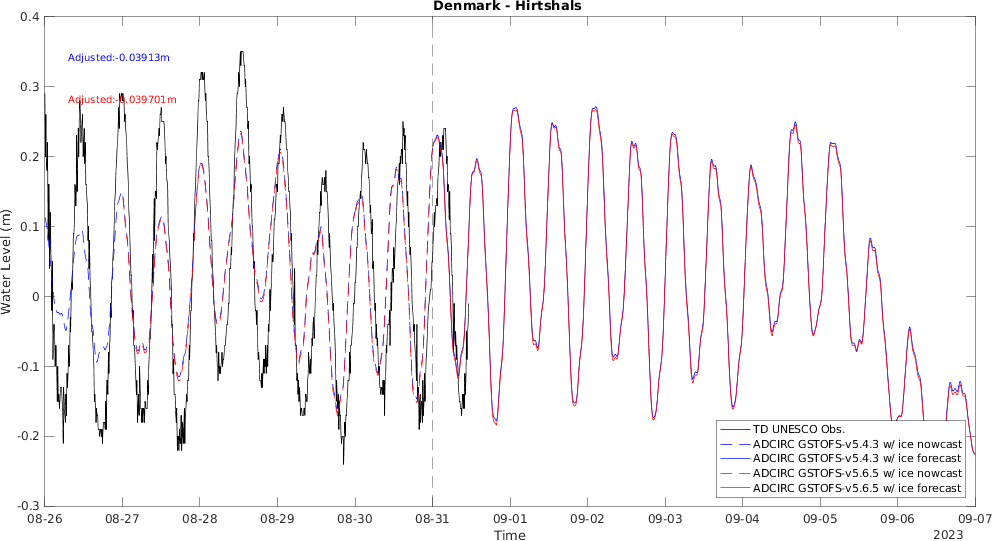 Denmark - Hirtshals
0.4
Adjusted:-0.03913m
0.3
Adjusted:-0.039701m
0.2
0.1
Water Level (m)
0
-0.1
-0.2
TD UNESCO Obs.
ADCIRC GSTOFS-v5.4.3 w/ ice nowcast
ADCIRC GSTOFS-v5.4.3 w/ ice forecast
ADCIRC GSTOFS-v5.6.5 w/ ice nowcast
ADCIRC GSTOFS-v5.6.5 w/ ice forecast
-0.3
08-26 08-27 08-28 08-29 08-30 08-31 09-01 09-02 09-03 09-04 09-05 09-06 09-07
Time
2023